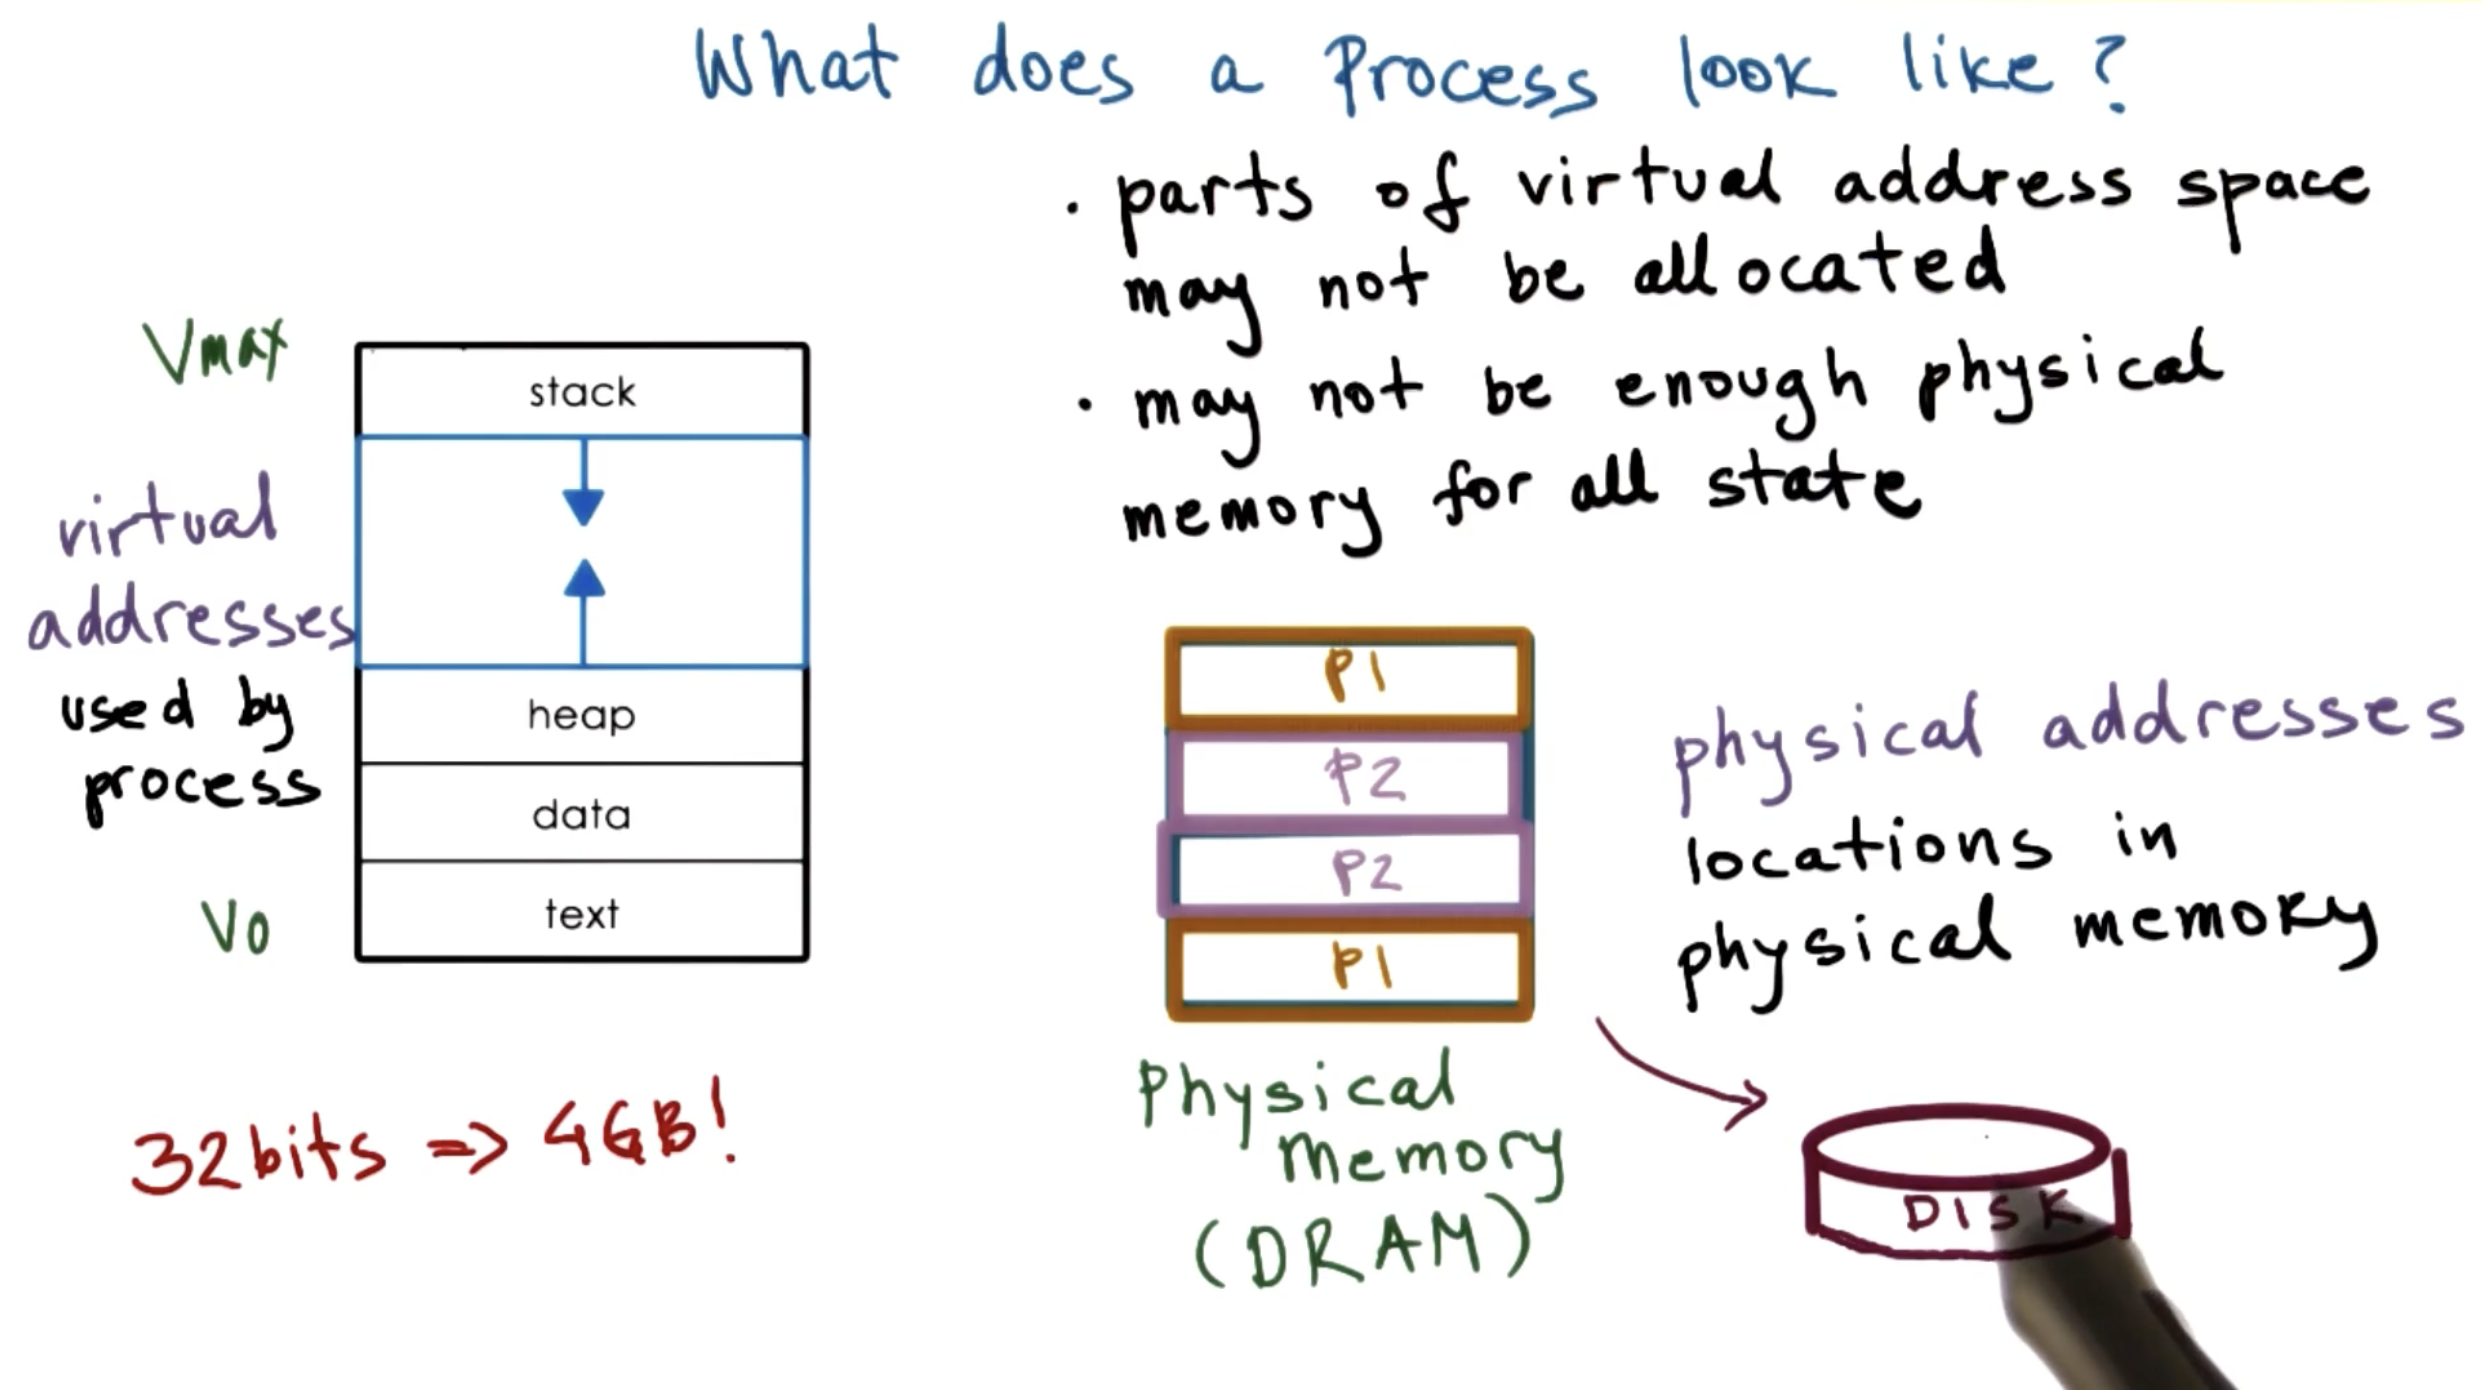 What does a Process look like?
· parts of virtual address space
may not be allocated
· may not be enough physical
memory for all state
Vmax
virtual
addresses
used by
process
V0
stack
heap
data
text
32bits => 4GB!
P1
P2
P2
P1
Physical
Memory
(DRAM)
physical addresses
locations in
physical memory
DISK